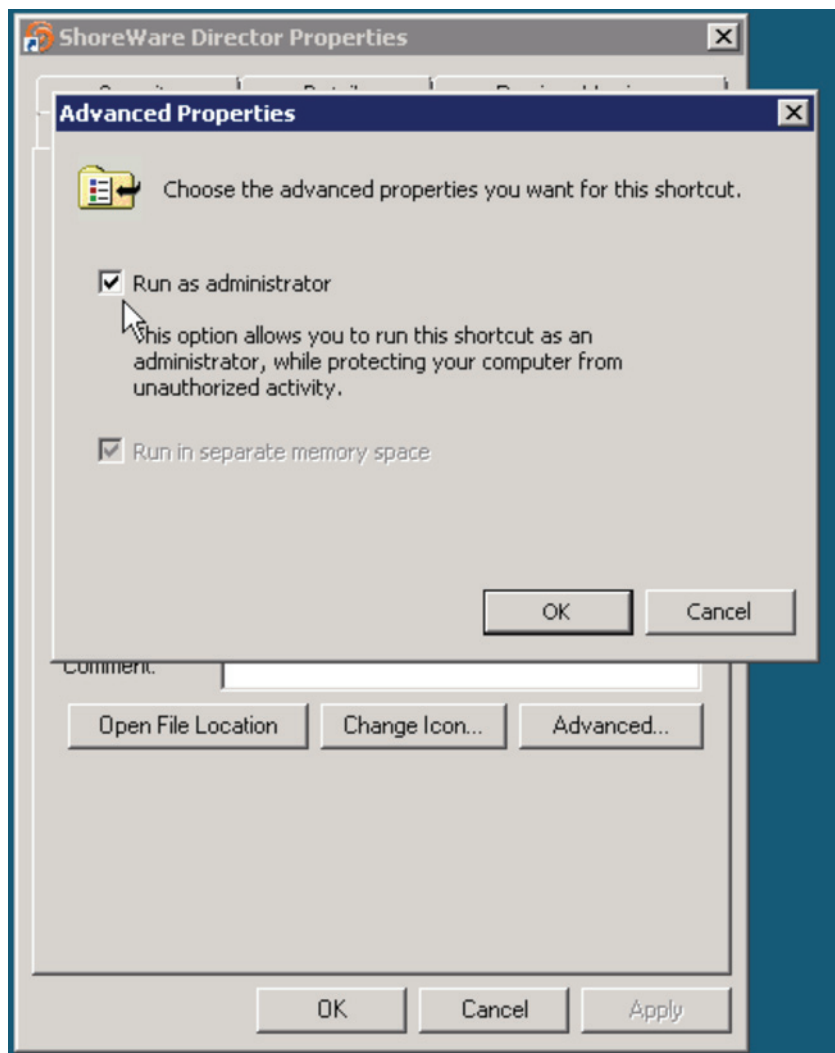 ShoreWare Director Properties
Advanced Properties
Choose the advanced properties you want for this shortcut.
Run as administrator
This option allows you to run this shortcut as an
administrator, while protecting your computer from
unauthorized activity.
Run in separate memory space
OK Cancel
Comment:
Open File Location Change Icon... Advanced...
OK Cancel Apply